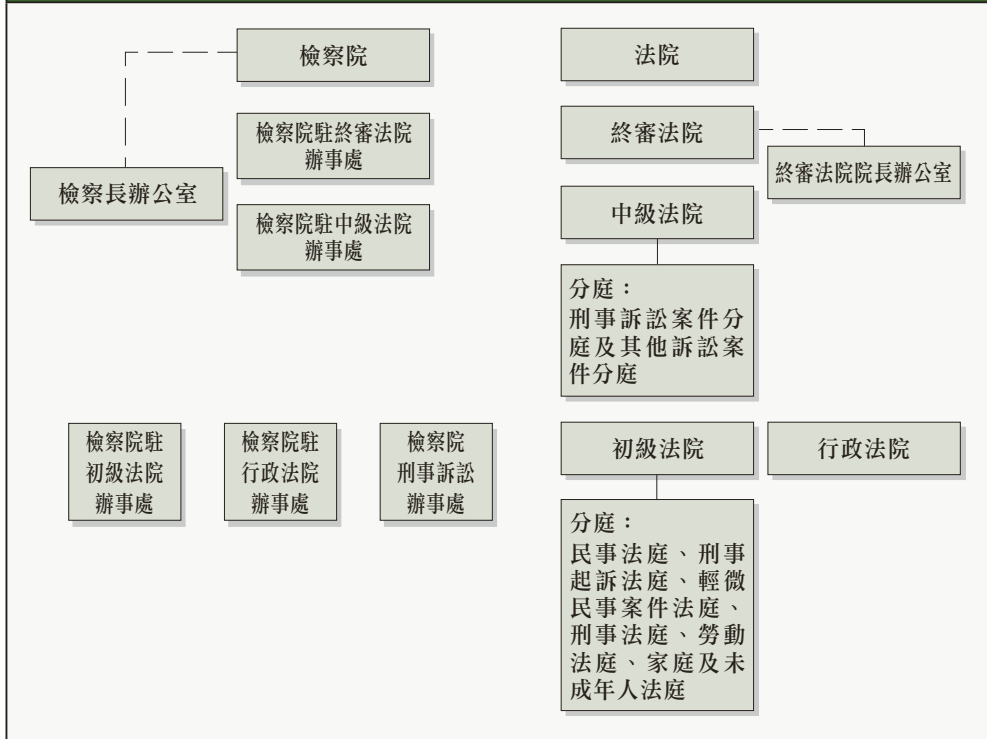 檢察院
檢察院駐終審法院
辦事處
檢察長辦公室
檢察院駐中級法院
辦事處
檢察院駐
初級法院
辦事處
檢察院駐
行政法院
辦事處
檢察院
刑事訴訟
辦事處
法院
終審法院
終審法院院長辦公室
中級法院
分庭：
刑事訴訟案件分
庭及其他訴訟案
件分庭
初級法院
行政法院
分庭：
民事法庭、刑事
起訴法庭、輕微
民事案件法庭、
刑事法庭、勞動
法庭、家庭及未
成年人法庭